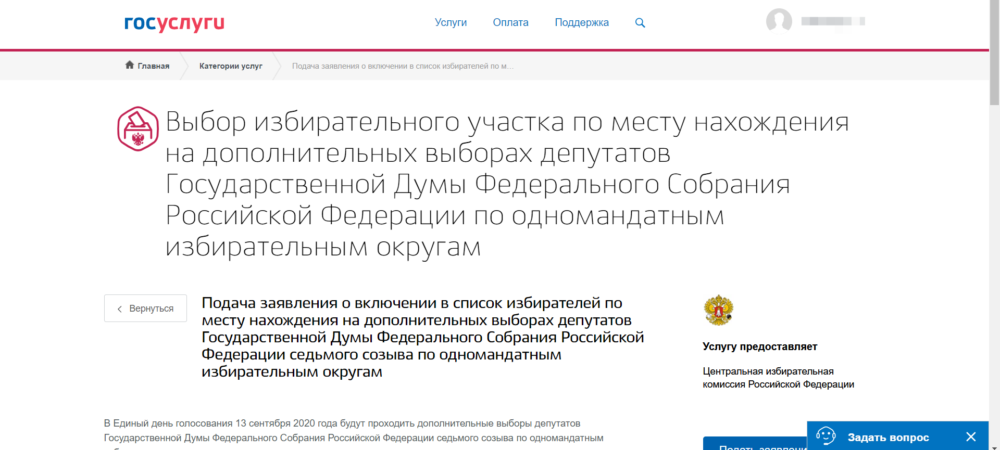 госуслуги
Услуги Оплата Поддержка
Главная Категории услуг Подача заявления о включении в список избирателей по м...
Выбор избирательного участка по месту нахождения
на дополнительных выборах депутатов
Государственной Думы Федерального Собрания
Российской Федерации по одномандатным
избирательным округам
Вернуться
Подача заявления о включении в список избирателей по
месту нахождения на дополнительных выборах депутатов
Государственной Думы Федерального Собрания Российской
Федерации седьмого созыва по одномандатным
избирательным округам
Услугу предоставляет
Центральная избирательная
комиссия Российской Федерации
В Единый день голосования 13 сентября 2020 года будут проходить дополнительные выборы депутатов
Государственной Думы Федерального Собрания Российской Федерации седьмого созыва по одномандатным
Задать вопрос